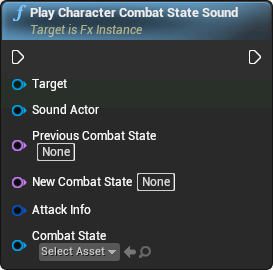 f Play Character Combat State Sound
Target is Fx Instance
Target
Sound Actor
Previous Combat State
None
New Combat State None
Attack Info
Combat State
Select Asset